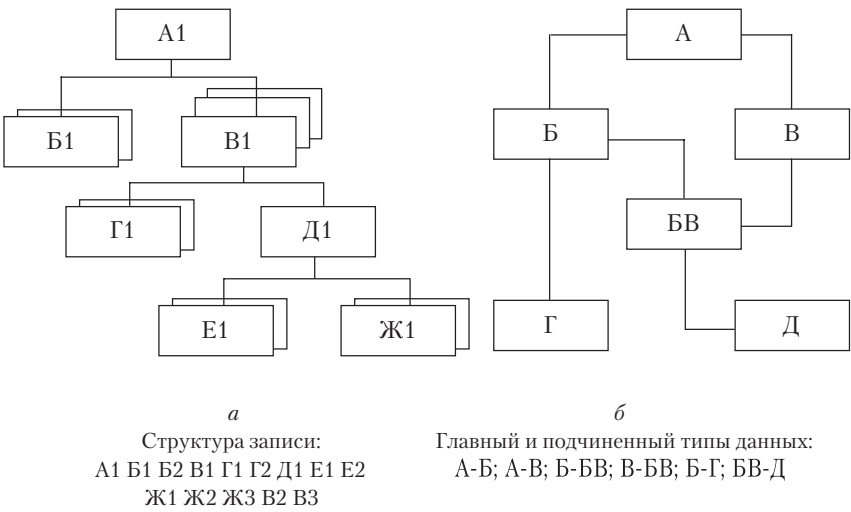 А1
Б1
В1
Г1
Д1
Е1
Ж1
а
Структура записи:
А1 Б1 Б2 В1 Г1 Г2 Д1 Е1 Е2
Ж1 Ж2 Ж3 В2 В3
А
Б
В
БВ
Г
Д
б
Главный и подчиненный типы данных:
А-Б; А-В; Б-БВ; В-БВ; Б-Г; БВ-Д